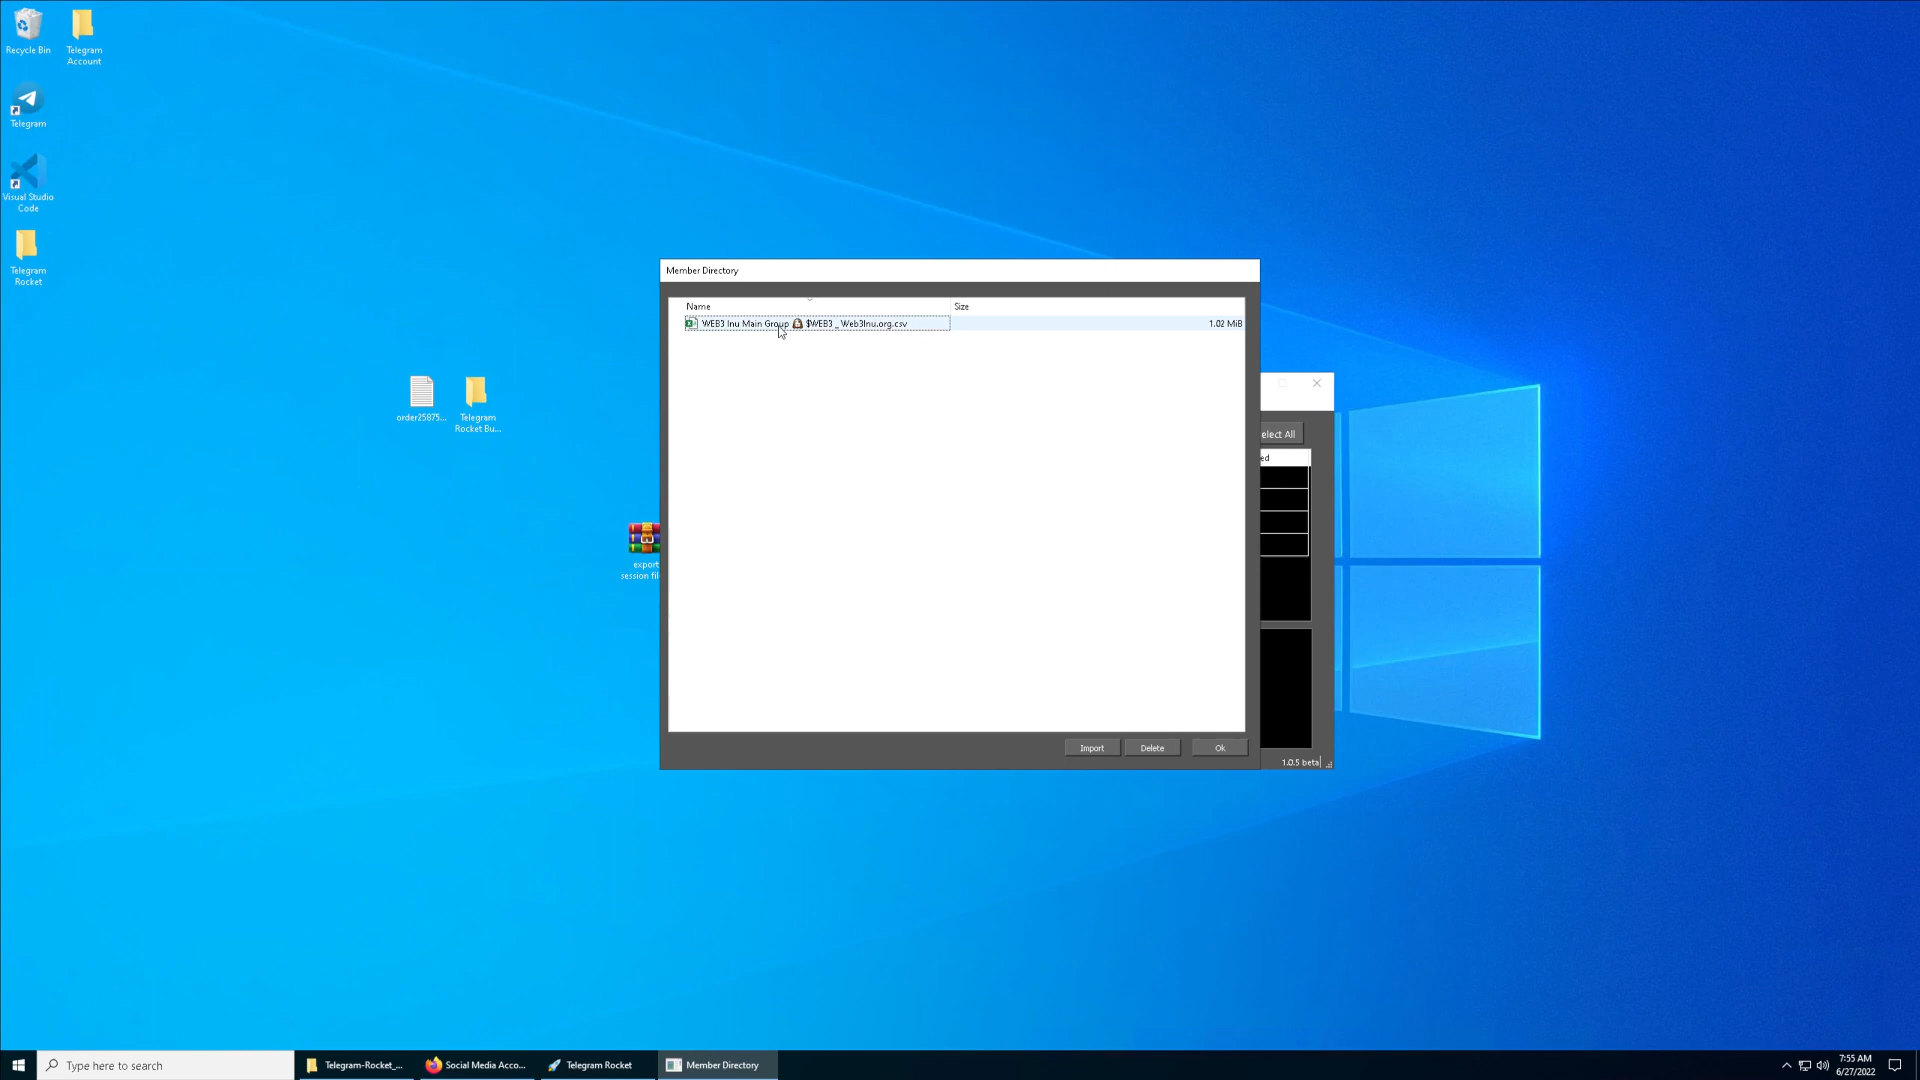 Recycle Bin
Telegram
Account
Telegram
Visual Studio
Code
Telegram
Rocket
Member Directory
Name
Size
WEB3 Inu Main Group $WEB3 _ Web3Inu.org.csv
1.02 MiB
order25875...
Telegram
Rocket Bu...
export
session fil
elect All
ed
Import
Delete
Ok
1.0.5 beta
Type here to search
Telegram-Rocket_...
Social Media Acco...
Telegram Rocket
Member Directory
7:55 AM
6/27/2022